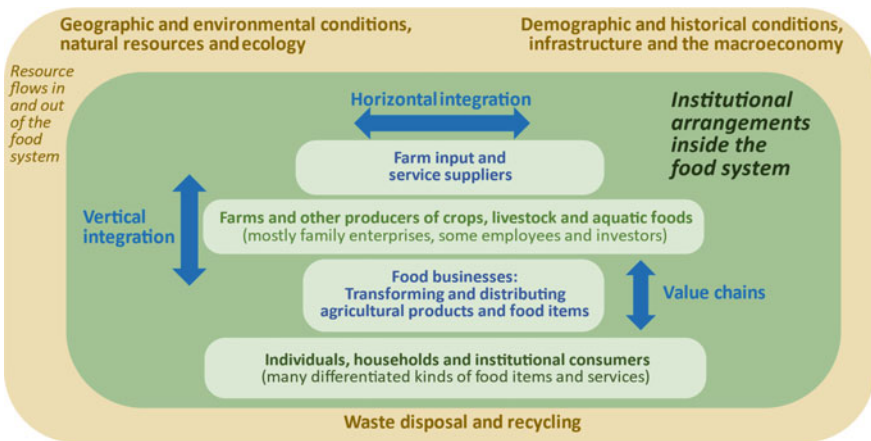 Geographic and environmental conditions,
natural resources and ecology
Demographic and historical conditions,
infrastructure and the macroeconomy
Resource
flows in
and out
of the
food
system
Horizontal integration
Institutional
arrangements
inside the
food system
Farm input and
service suppliers
Vertical
integration
Farms and other producers of crops, livestock and aquatic foods
(mostly family enterprises, some employees and investors)
Food businesses:
Transforming and distributing
agricultural products and food items
Value chains
Individuals, households and institutional consumers
(many differentiated kinds of food items and services)
Waste disposal and recycling